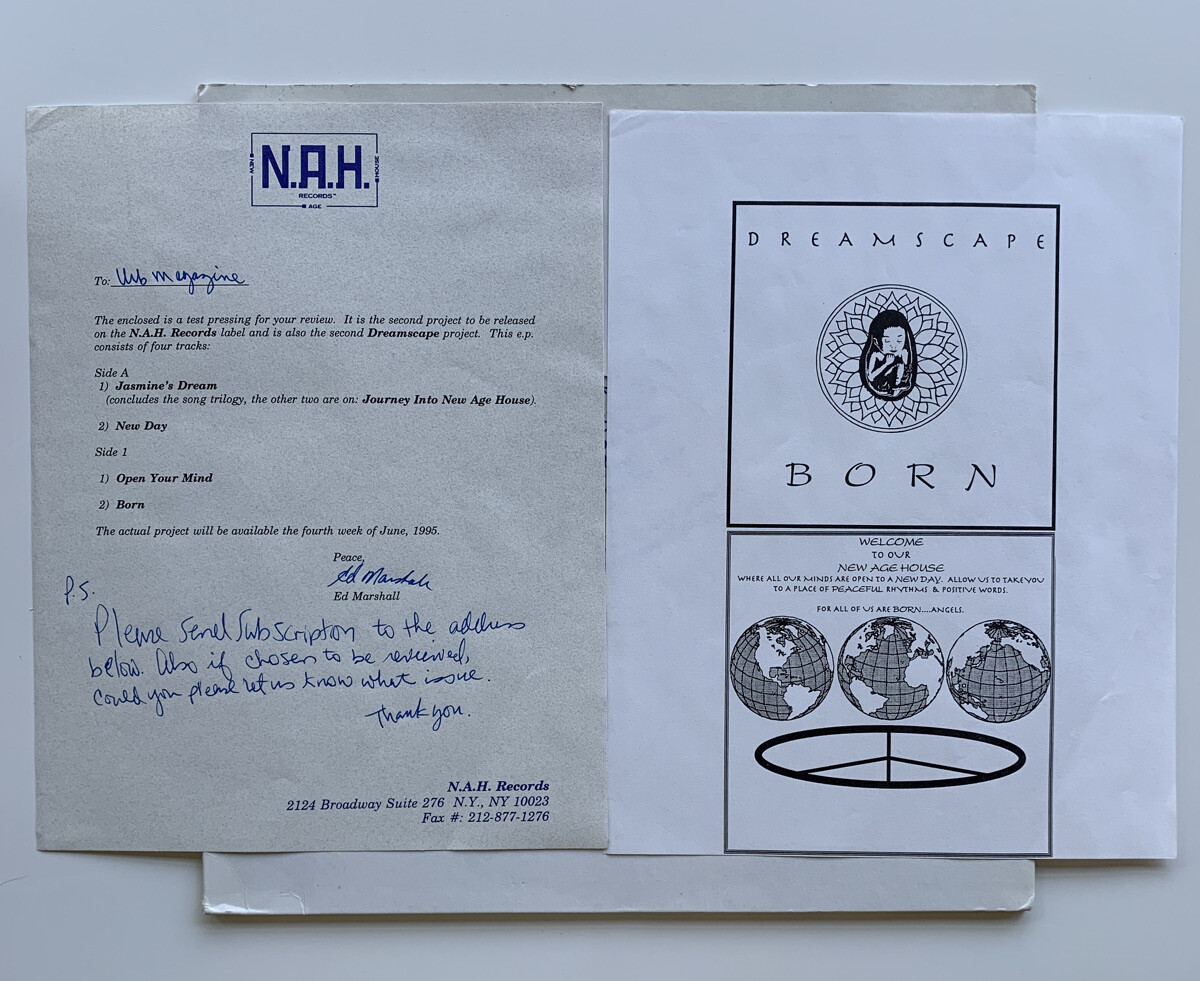 NEW
N.A.H.
HOUSE
RECORDS™
AGE
To: Urb Magazine
The enclosed is a test pressing for your review. It is the second project to be released
on the N.A.H. Records label and is also the second Dreamscape project. This e.p.
consists of four tracks:
Side A
1) Jasmine's Dream
(concludes the song trilogy, the other two are on: Journey Into New Age House).
2) New Day
Side 1
1) Open Your Mind
2) Born
The actual project will be available the fourth week of June, 1995.
Peace,
Ed Marshall
Ed Marshall
P.S.
Please send subscription to the address
below. Also if chosen to be reviewed,
could you please let us know what issue.
Thank you.
N.A.H. Records
2124 Broadway Suite 276 N.Y., NY 10023
Fax #: 212-877-1276
DREAMSCAPE
BORN
WELCOME
TO OUR
NEW AGE HOUSE
WHERE ALL OUR MINDS ARE OPEN TO A NEW DAY. ALLOW US TO TAKE YOU
TO A PLACE OF PEACEFUL RHYTHMS & POSITIVE WORDS.
FOR ALL OF US ARE BORN....ANGELS.